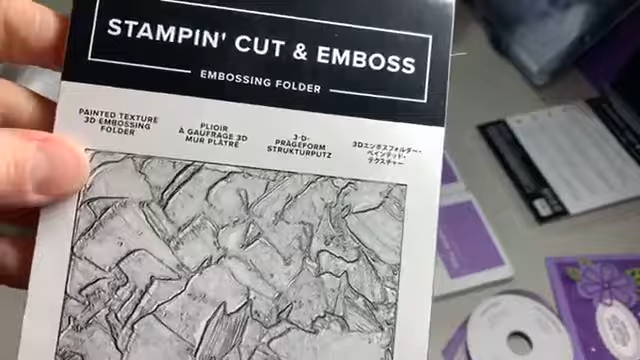 STAMPIN' CUT & EMBOSS
EMBOSSING FOLDER
PAINTED TEXTURE
3D EMBOSSING
FOLDER
PLIOIR
À GAUFRAGE 3D
MUR PLÂTRÉ
3-D-
PRÄGEFORM
STRUKTURPUTZ
3Dエンボスフォルダー・
ペインテッド・
テクスチャー